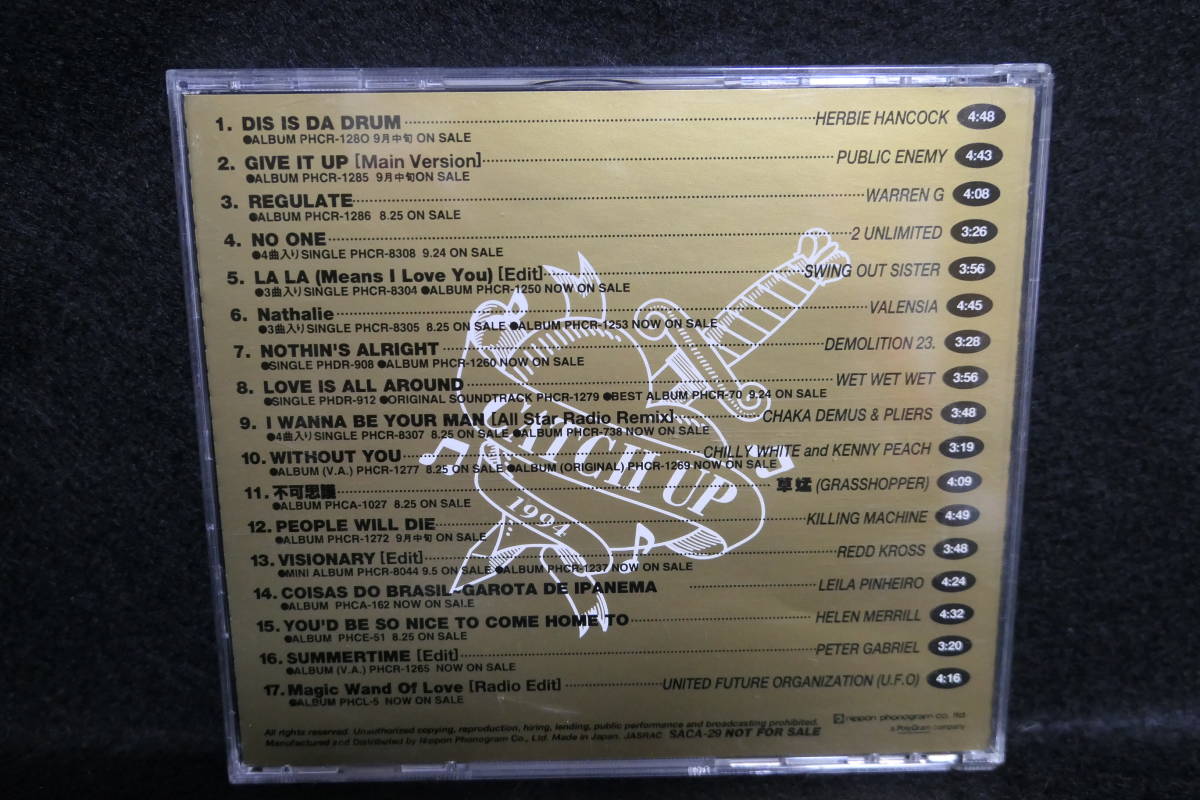 1. DIS IS DA DRUM HERBIE HANCOCK 4:48
●ALBUM PHCR-1280 9月中旬 ON SALE
2. GIVE IT UP [Main Version] PUBLIC ENEMY 4:43
●ALBUM PHCR-1285 9月中旬ON SALE
3. REGULATE WARREN G 4:08
●ALBUM PHCR-1286 8.25 ON SALE
4. NO ONE 2 UNLIMITED 3:26
●4曲入りSINGLE PHCR-8308 9.24 ON SALE
5. LA LA (Means I Love You) [Edit] SWING OUT SISTER 3:56
●3曲入りSINGLE PHCR-8304 ●ALBUM PHCR-1250 NOW ON SALE
6. Nathalie VALENSIA 4:45
●3曲入りSINGLE PHCR-8305 8.25 ON SALE ●ALBUM PHCR-1253 NOW ON SALE
7. NOTHIN'S ALRIGHT DEMOLITION 23. 3:28
●SINGLE PHDR-908 ●ALBUM PHCR-1260 NOW ON SALE
8. LOVE IS ALL AROUND WET WET WET 3:56
●SINGLE PHDR-912 ●ORIGINAL SOUNDTRACK PHCR-1279 ●BEST ALBUM PHCR-70 9.24 ON SALE
9. I WANNA BE YOUR MAN [All Star Radio Remix] CHAKA DEMUS & PLIERS 3:48
●4曲入りSINGLE PHCR-8307 8.25 ON SALE ●ALBUM PHCR-738 NOW ON SALE
10. WITHOUT YOU CHILLY WHITE and KENNY PEACH 3:19
●ALBUM (V.A.) PHCR-1277 8.25 ON SALE ●ALBUM (ORIGINAL) PHCR-1269 NOW ON SALE
11. 不可思議 草蜢 (GRASSHOPPER) 4:09
●ALBUM PHCA-1027 8.25 ON SALE
12. PEOPLE WILL DIE KILLING MACHINE 4:49
●ALBUM PHCR-1272 9月中旬 ON SALE
13. VISIONARY [Edit] REDD KROSS 3:48
●MINI ALBUM PHCR-8044 9.5 ON SALE ●ALBUM PHCR-1237 NOW ON SALE
14. COISAS DO BRASIL~GAROTA DE IPANEMA LEILA PINHEIRO 4:24
●ALBUM PHCA-162 NOW ON SALE
15. YOU'D BE SO NICE TO COME HOME TO HELEN MERRILL 4:32
●ALBUM PHCE-51 8.25 ON SALE
16. SUMMERTIME [Edit] PETER GABRIEL 3:20
●ALBUM (V.A.) PHCR-1265 NOW ON SALE
17. Magic Wand Of Love [Radio Edit] UNITED FUTURE ORGANIZATION (U.F.O) 4:16
●ALBUM PHCL-5 NOW ON SALE
CATCH UP
1994
All rights reserved. Unauthorized copying, reproduction, hiring, lending, public performance and broadcasting prohibited.
Manufactured and Distributed by Nippon Phonogram Co., Ltd. Made in Japan. JASRAC SACA-29 NOT FOR SALE
nippon phonogram co. ltd.
a PolyGram company